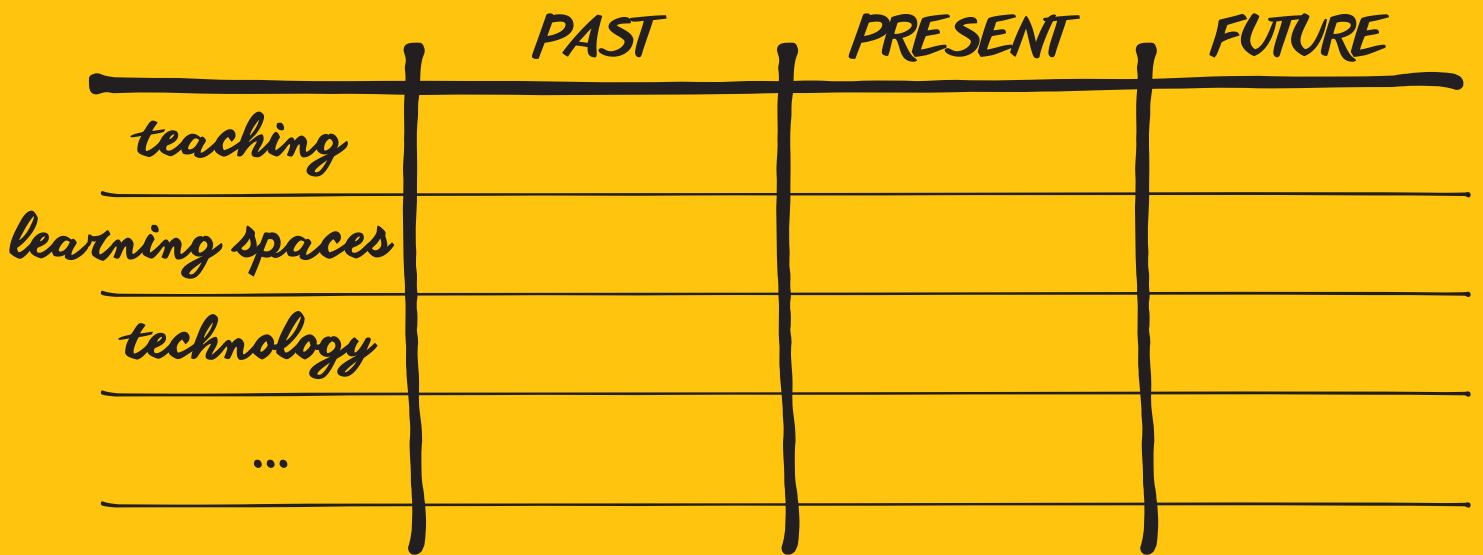 PAST PRESENT FUTURE
teaching
learning spaces
technology
...